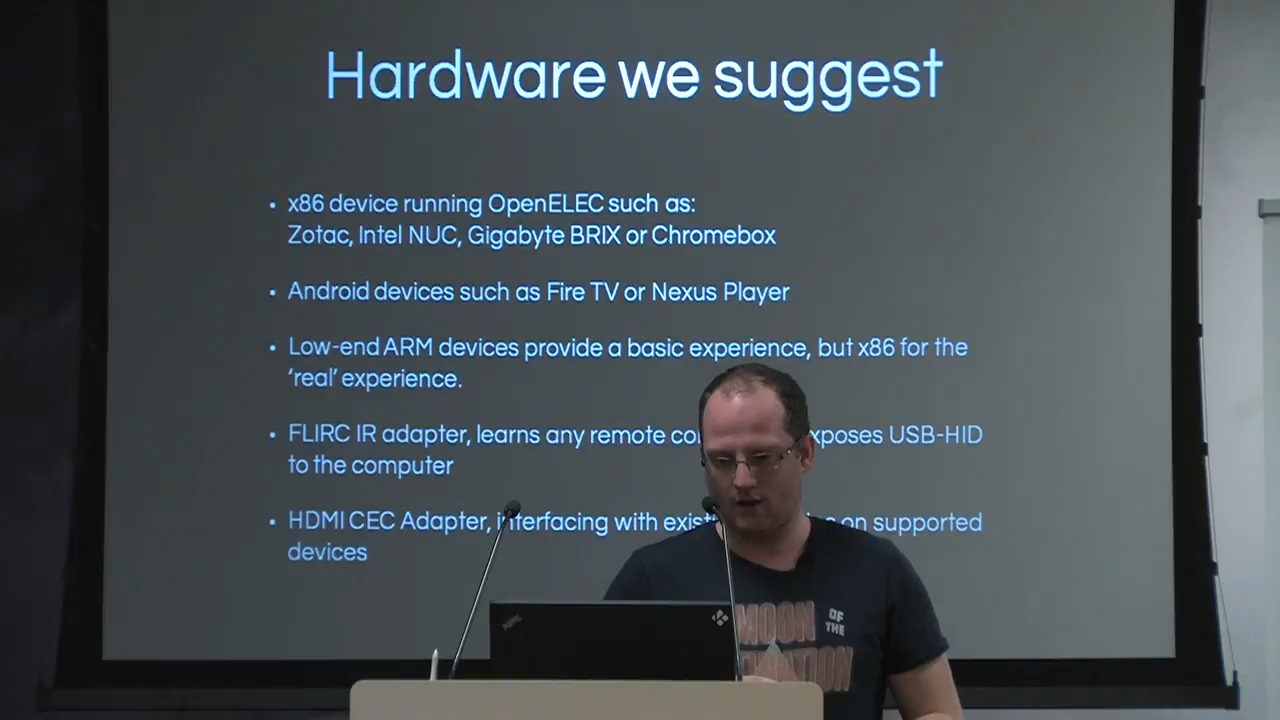 Hardware we suggest
• x86 device running OpenELEC such as:
Zotac, Intel NUC, Gigabyte BRIX or Chromebox
• Android devices such as Fire TV or Nexus Player
• Low-end ARM devices provide a basic experience, but x86 for the
‘real’ experience.
• FLIRC IR adapter, learns any remote co xposes USB-HID
to the computer
• HDMI CEC Adapter, interfacing with exist on supported
devices
MOON OF THE